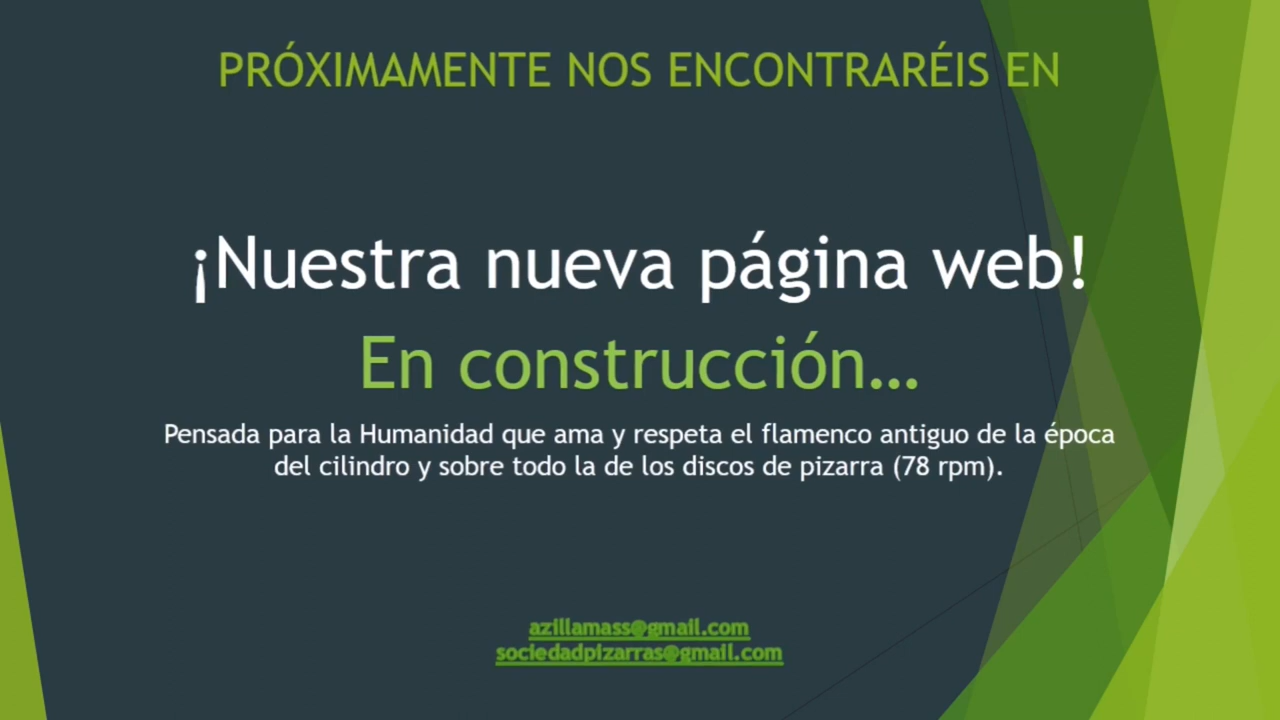 PRÓXIMAMENTE NOS ENCONTRARÉIS EN
¡Nuestra nueva página web!
En construcción...
Pensada para la Humanidad que ama y respeta el flamenco antiguo de la época
del cilindro y sobre todo la de los discos de pizarra (78 rpm).
azillamass@gmail.com
sociedadpizarras@gmail.com